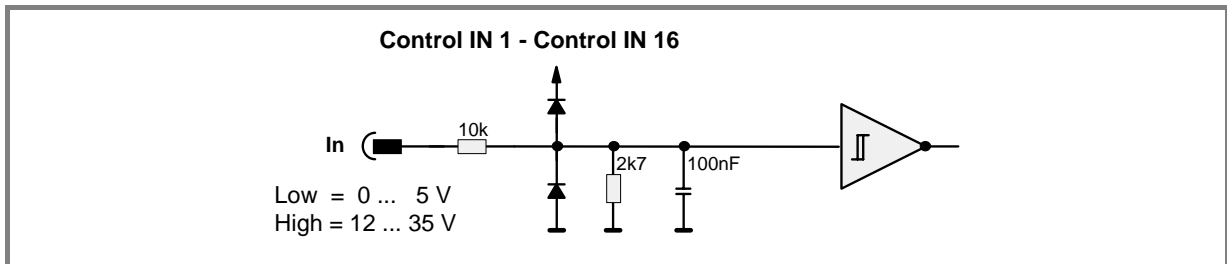 Control IN 1 - Control IN 16
In
10k
2k7
100nF
Low = 0 ... 5 V
High = 12 ... 35 V